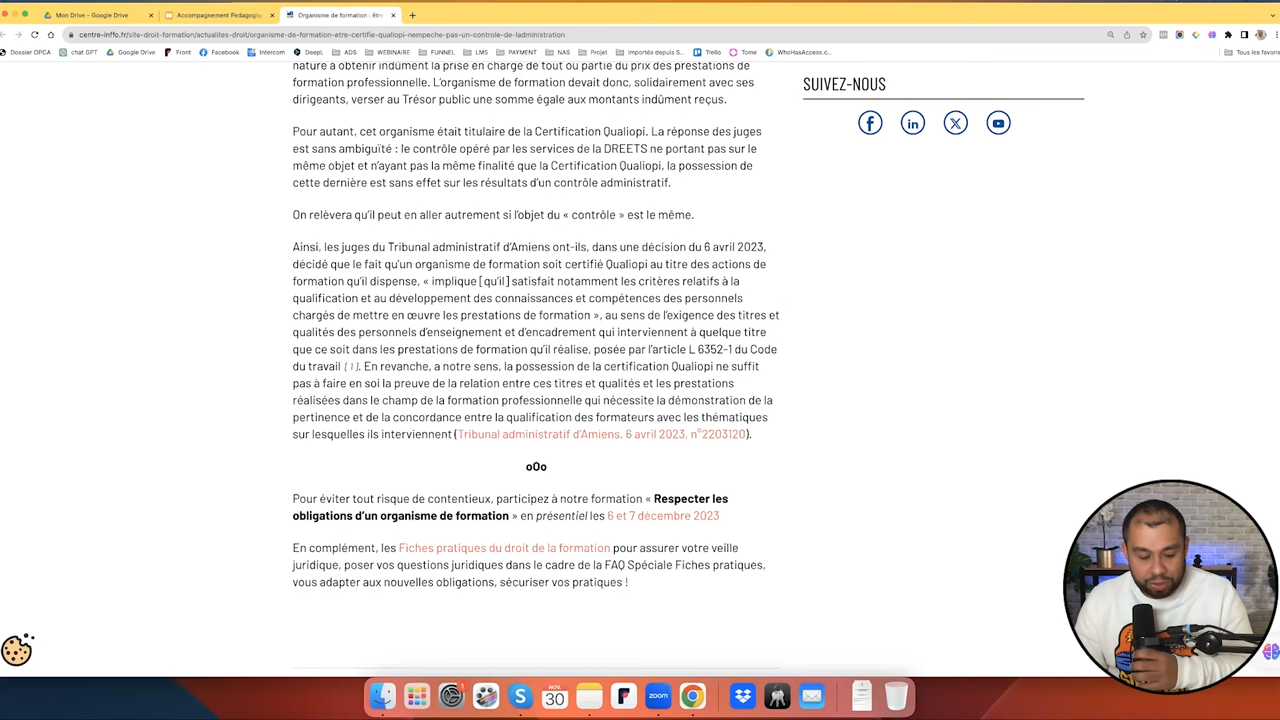 Mon Drive – Google Drive
Accompagnement Pedagogiq
Organisme de formation : être
centre-inffo.fr/site-droit-formation/actualites-droit/organisme-de-formation-etre-certifie-qualiopi-nempeche-pas-un-controle-de-ladministration
Dossier OPCA
chat GPT
Google Drive
Front
Facebook
Intercom
DeepL
ADS
WEBINAIRE
FUNNEL
LMS
PAYMENT
NAS
Projet
Importés depuis S...
Trello
Tome
WhoHasAccess.c...
Tous les favoris
nature à obtenir indûment la prise en charge de tout ou partie du prix des prestations de
formation professionnelle. L’organisme de formation devait donc, solidairement avec ses
dirigeants, verser au Trésor public une somme égale aux montants indûment reçus.
Pour autant, cet organisme était titulaire de la Certification Qualiopi. La réponse des juges
est sans ambiguïté : le contrôle opéré par les services de la DREETS ne portant pas sur le
même objet et n’ayant pas la même finalité que la Certification Qualiopi, la possession de
cette dernière est sans effet sur les résultats d’un contrôle administratif.
On relèvera qu’il peut en aller autrement si l’objet du « contrôle » est le même.
Ainsi, les juges du Tribunal administratif d’Amiens ont-ils, dans une décision du 6 avril 2023,
décidé que le fait qu’un organisme de formation soit certifié Qualiopi au titre des actions de
formation qu’il dispense, « implique [qu’il] satisfait notamment les critères relatifs à la
qualification et au développement des connaissances et compétences des personnels
chargés de mettre en œuvre les prestations de formation », au sens de l’exigence des titres et
qualités des personnels d’enseignement et d’encadrement qui interviennent à quelque titre
que ce soit dans les prestations de formation qu’il réalise, posée par l’article L 6352-1 du Code
du travail [1]. En revanche, a notre sens, la possession de la certification Qualiopi ne suffit
pas à faire en soi la preuve de la relation entre ces titres et qualités et les prestations
réalisées dans le champ de la formation professionnelle qui nécessite la démonstration de la
pertinence et de la concordance entre la qualification des formateurs avec les thématiques
sur lesquelles ils interviennent (Tribunal administratif d’Amiens, 6 avril 2023, n°2203120).
oOo
Pour éviter tout risque de contentieux, participez à notre formation « Respecter les
obligations d’un organisme de formation » en présentiel les 6 et 7 décembre 2023
En complément, les Fiches pratiques du droit de la formation pour assurer votre veille
juridique, poser vos questions juridiques dans le cadre de la FAQ Spéciale Fiches pratiques,
vous adapter aux nouvelles obligations, sécuriser vos pratiques !
SUIVEZ-NOUS
NOV.
30
zoom